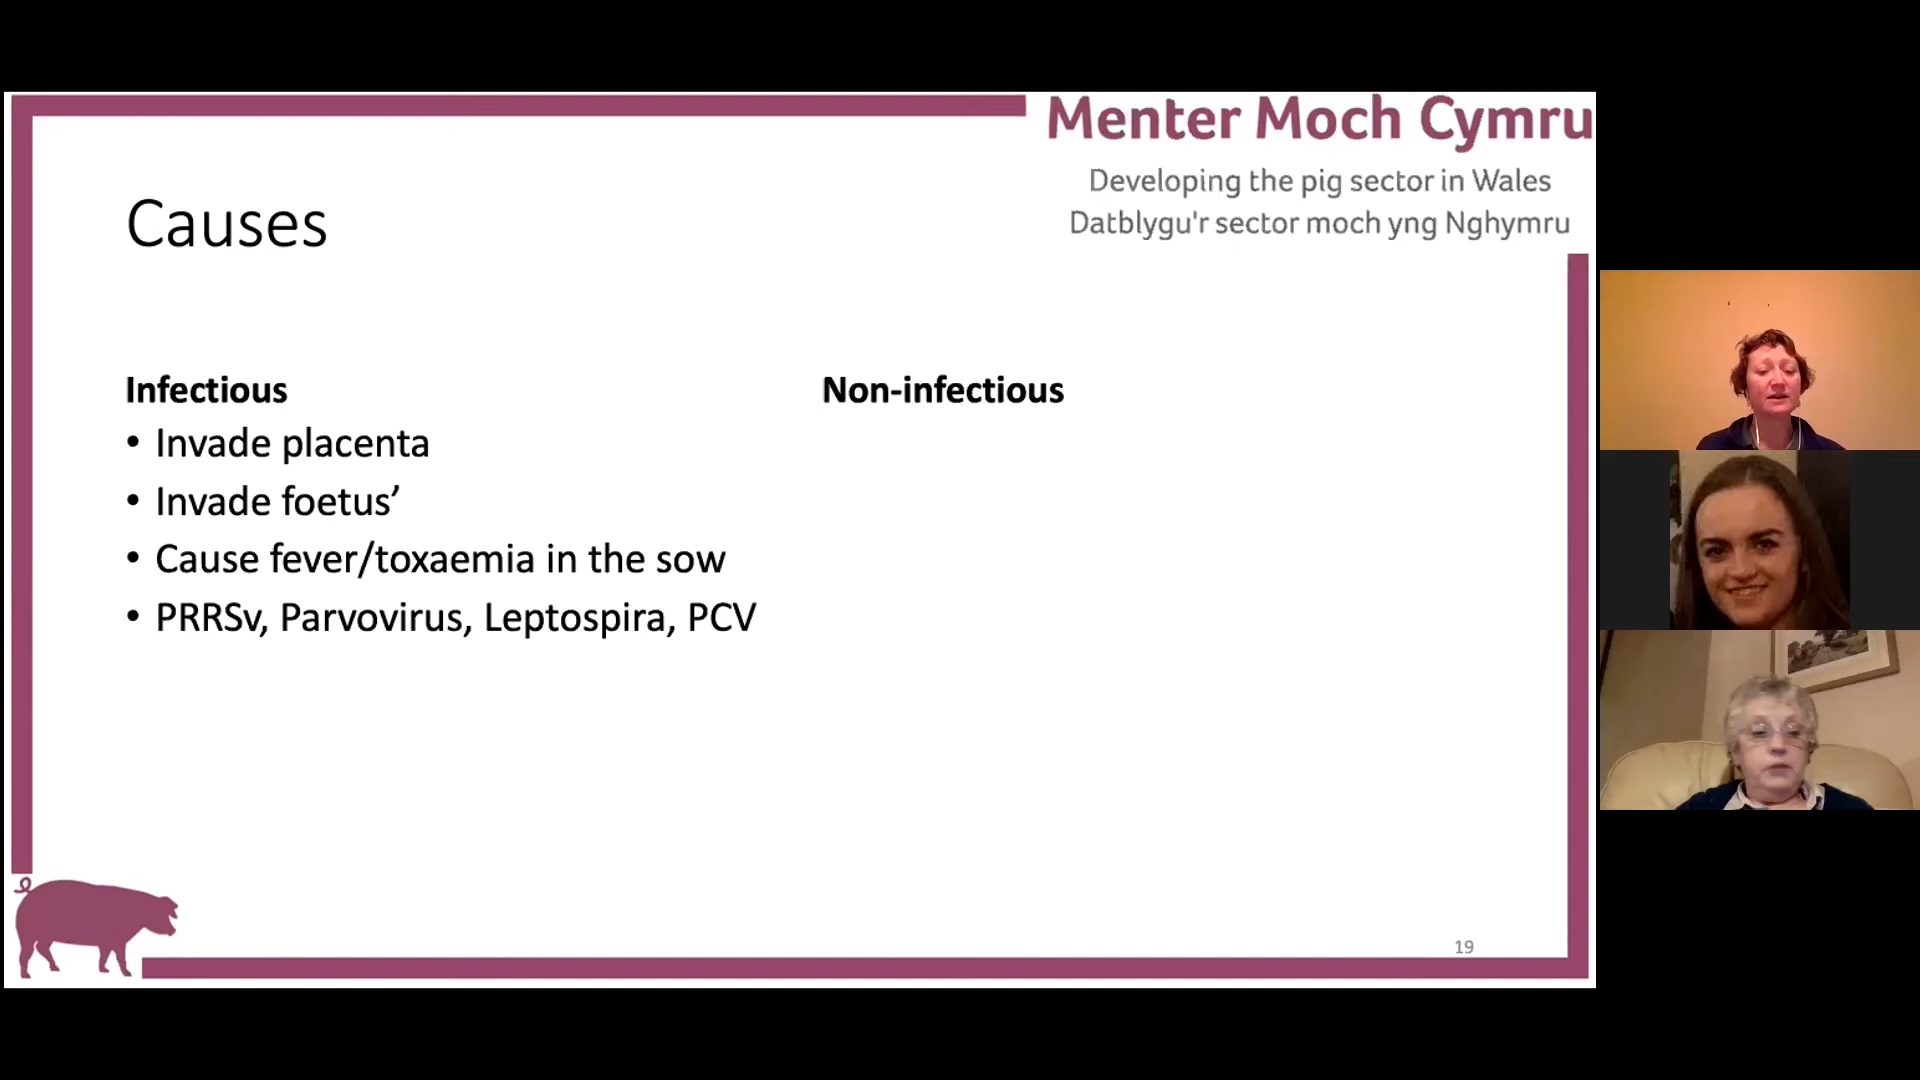 Menter Moch Cymru
Developing the pig sector in Wales
Datblygu'r sector moch yng Nghymru
Causes
Infectious
• Invade placenta
• Invade foetus’
• Cause fever/toxaemia in the sow
• PRRSv, Parvovirus, Leptospira, PCV
Non-infectious
19